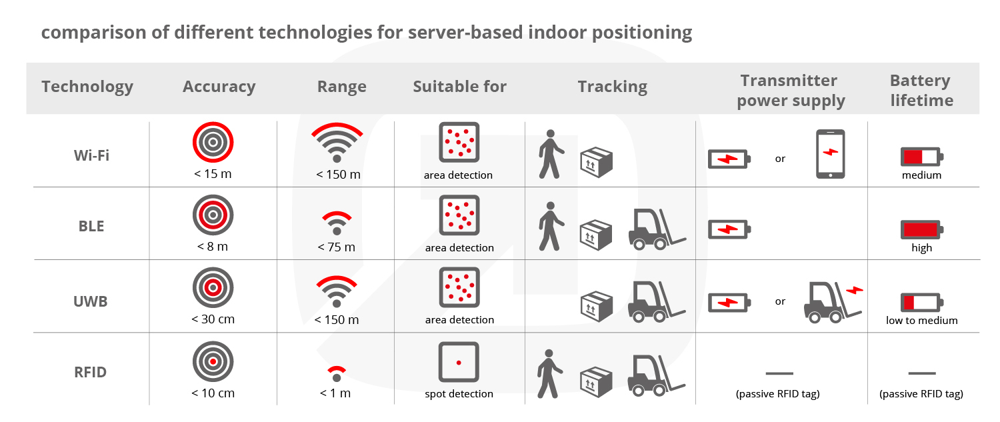 comparison of different technologies for server-based indoor positioning
Technology Accuracy Range Suitable for Tracking Transmitter power supply Battery lifetime
Wi-Fi
< 15 m < 150 m area detection or medium
BLE
< 8 m < 75 m area detection high
UWB
< 30 cm < 150 m area detection or low to medium
RFID
< 10 cm < 1 m spot detection (passive RFID tag) (passive RFID tag)